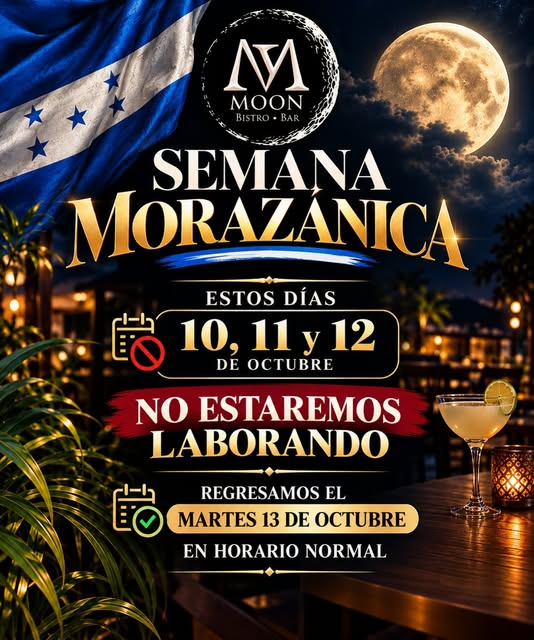 MOON
BISTRO • BAR
SEMANA
MORAZÁNICA
ESTOS DÍAS
10, 11 y 12
DE OCTUBRE
NO ESTAREMOS
LABORANDO
REGRESAMOS EL
MARTES 13 DE OCTUBRE
EN HORARIO NORMAL